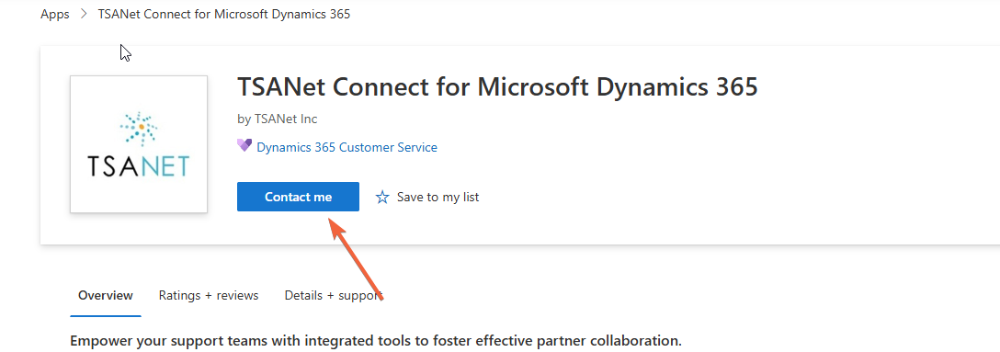 Apps > TSANet Connect for Microsoft Dynamics 365
TSANet Connect for Microsoft Dynamics 365
by TSANet Inc
TSANET
Dynamics 365 Customer Service
Contact me
Save to my list
Overview
Ratings + reviews
Details + support
Empower your support teams with integrated tools to foster effective partner collaboration.